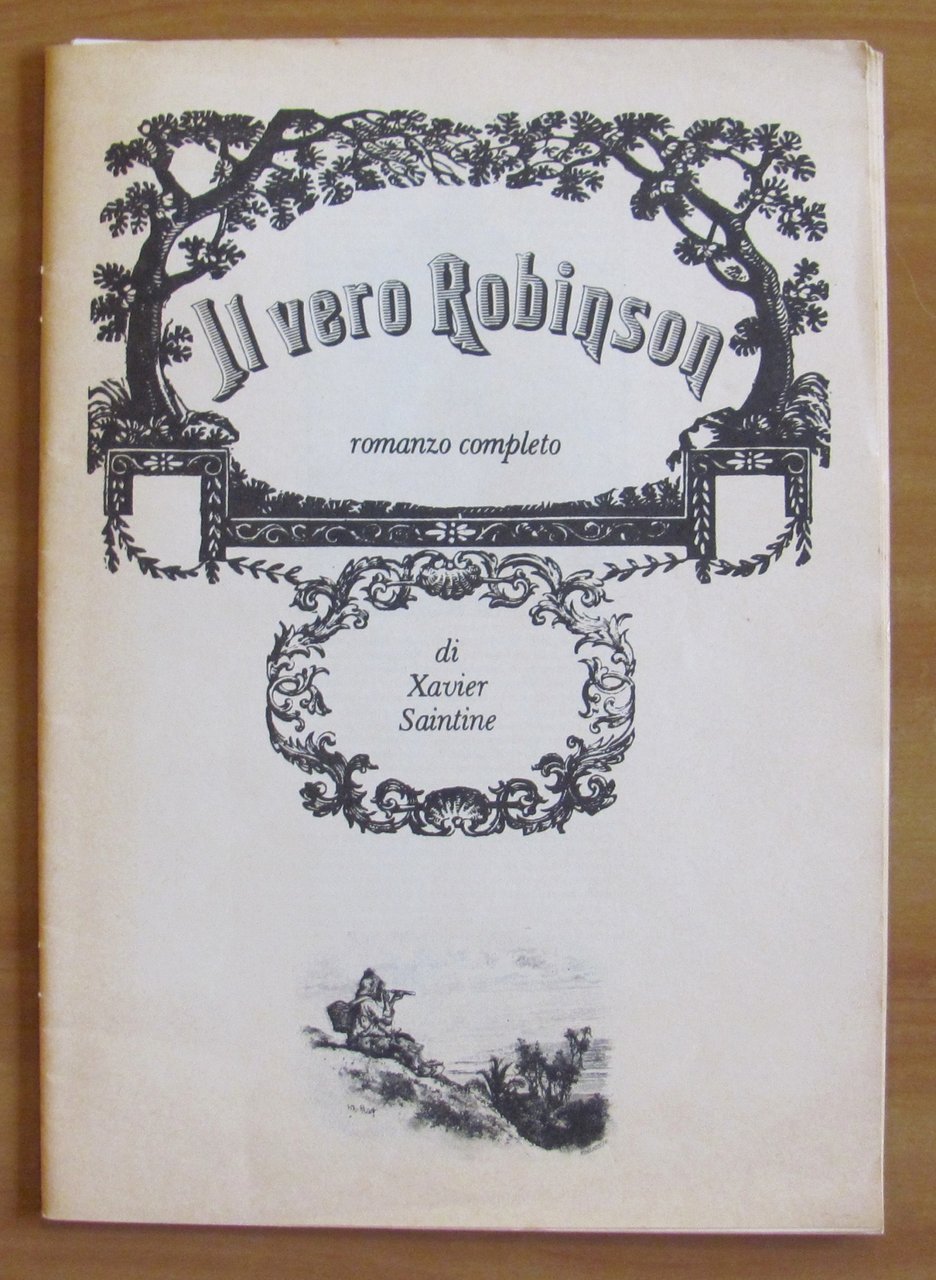 Il vero Robinson
romanzo completo
di
Xavier
Saintine